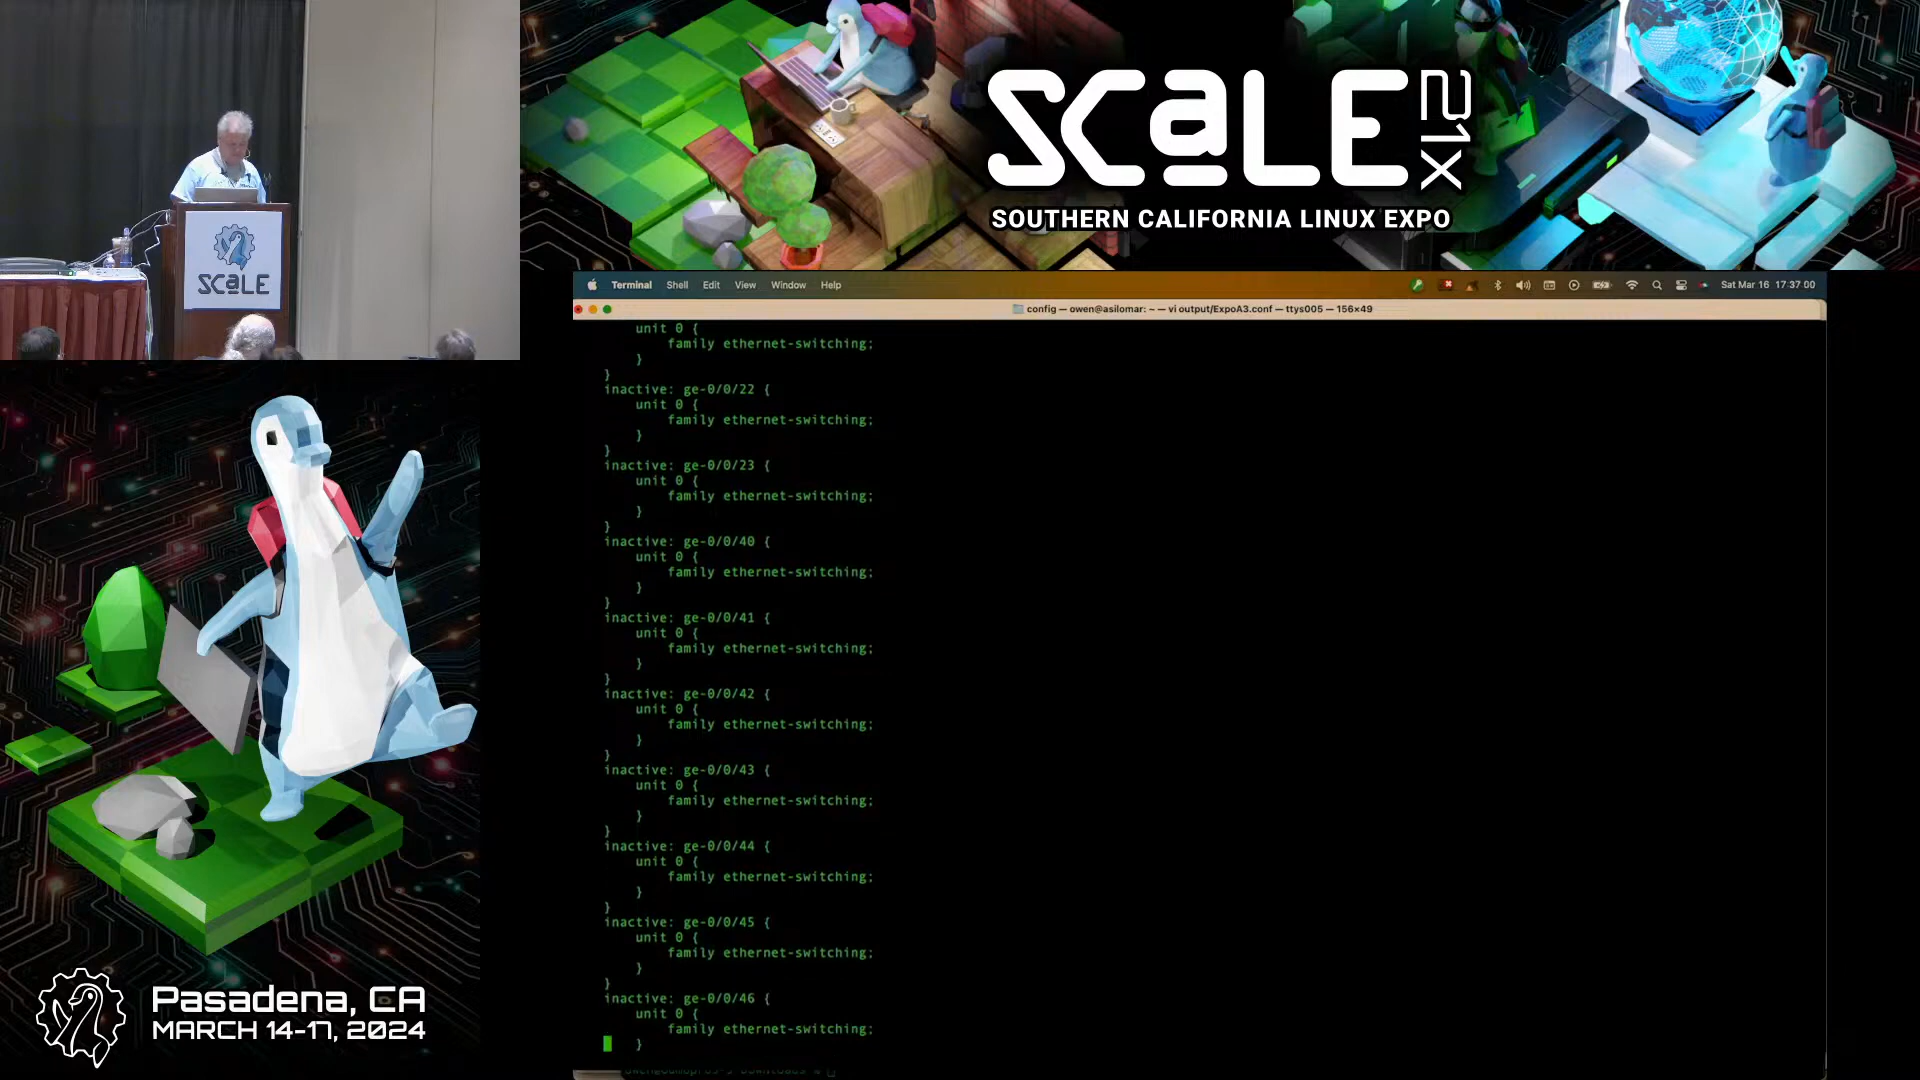 SCaLE 21x
SOUTHERN CALIFORNIA LINUX EXPO
SCaLE
Terminal Shell Edit View Window Help Sat Mar 16 17:37 00
config — owen@asilomar: ~ — vi output/ExpoA3.conf — ttys005 — 156×49
unit 0 {
family ethernet-switching;
}
}
inactive: ge-0/0/22 {
unit 0 {
family ethernet-switching;
}
}
inactive: ge-0/0/23 {
unit 0 {
family ethernet-switching;
}
}
inactive: ge-0/0/40 {
unit 0 {
family ethernet-switching;
}
}
inactive: ge-0/0/41 {
unit 0 {
family ethernet-switching;
}
}
inactive: ge-0/0/42 {
unit 0 {
family ethernet-switching;
}
}
inactive: ge-0/0/43 {
unit 0 {
family ethernet-switching;
}
}
inactive: ge-0/0/44 {
unit 0 {
family ethernet-switching;
}
}
inactive: ge-0/0/45 {
unit 0 {
family ethernet-switching;
}
}
inactive: ge-0/0/46 {
unit 0 {
family ethernet-switching;
}
Pasadena, CA
MARCH 14-17, 2024